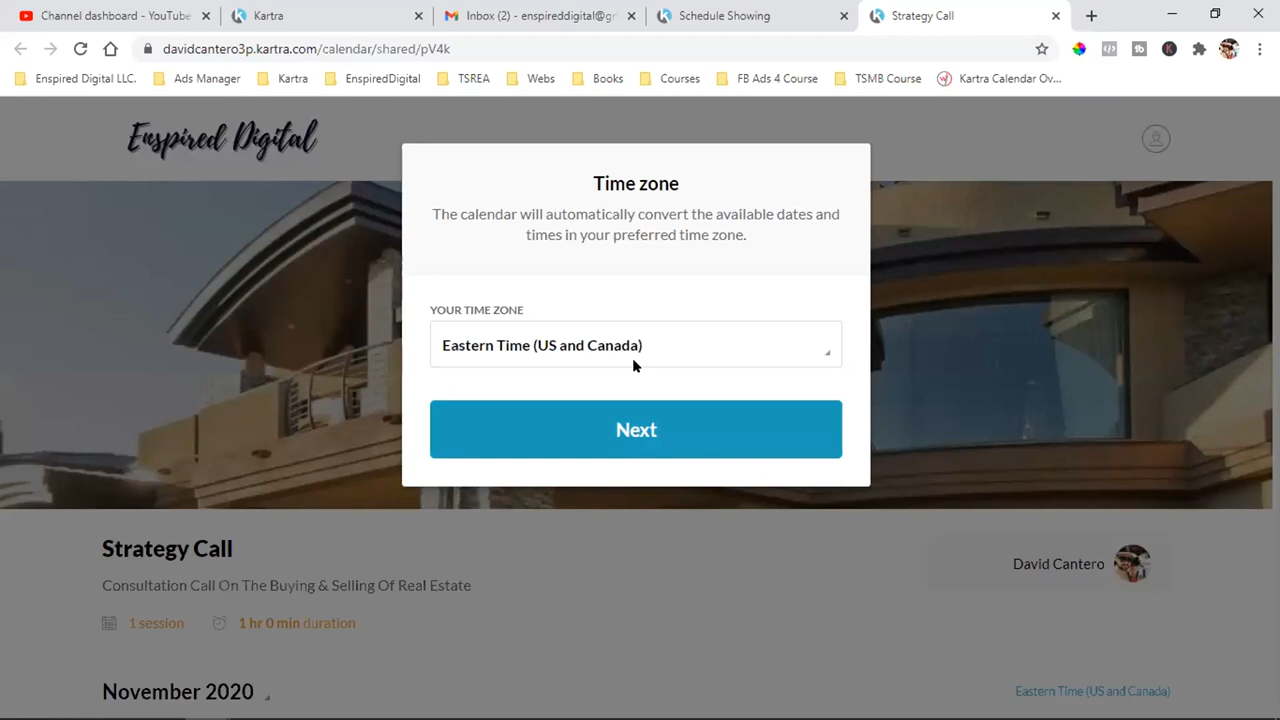 Channel dashboard - YouTube
Kartra
Inbox (2) - enspireddigital@gr
Schedule Showing
Strategy Call
davidcantero3p.kartra.com/calendar/shared/pV4k
Enspired Digital LLC.
Ads Manager
Kartra
EnspiredDigital
TSREA
Webs
Books
Courses
FB Ads 4 Course
TSMB Course
Kartra Calendar Ov...
Enspired Digital
Time zone
The calendar will automatically convert the available dates and
times in your preferred time zone.
YOUR TIME ZONE
Eastern Time (US and Canada)
Next
Strategy Call
David Cantero
Consultation Call On The Buying & Selling Of Real Estate
1 session
1 hr 0 min duration
November 2020
Eastern Time (US and Canada)